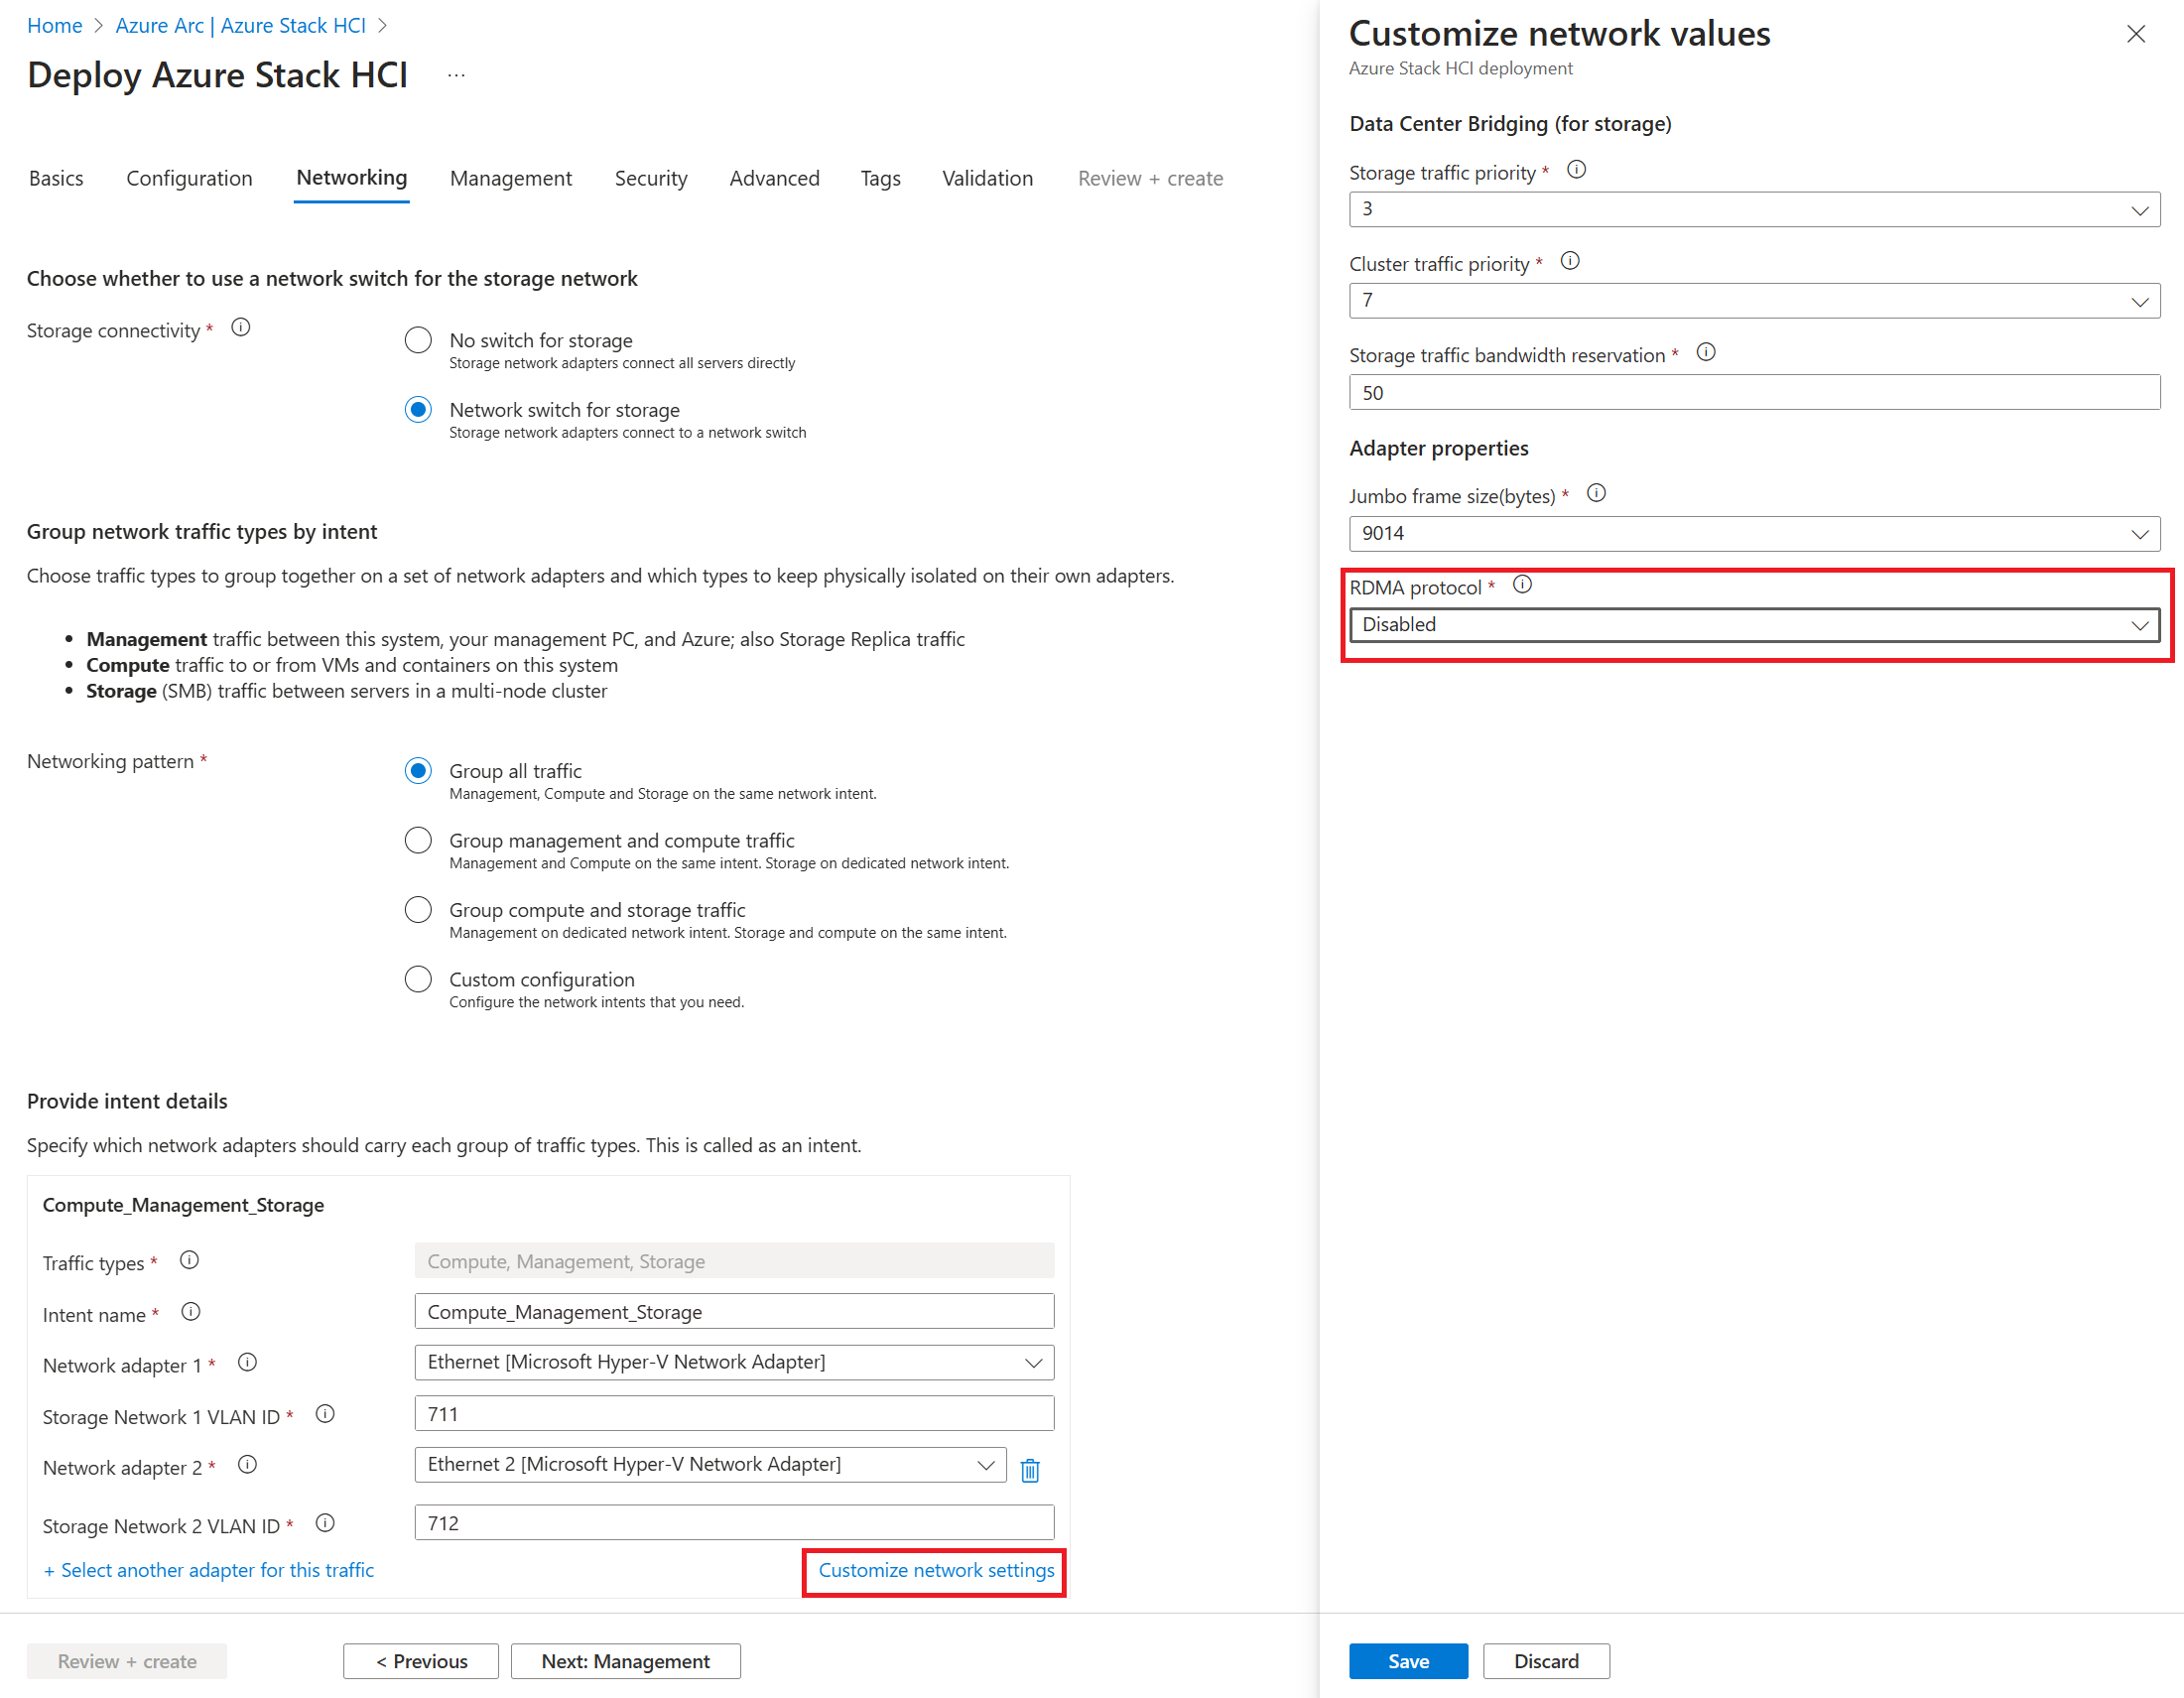 Home > Azure Arc | Azure Stack HCI >
Deploy Azure Stack HCI ...
Basics Configuration Networking Management Security Advanced Tags Validation Review + create
Choose whether to use a network switch for the storage network
Storage connectivity *
No switch for storage
Storage network adapters connect all servers directly
Network switch for storage
Storage network adapters connect to a network switch
Group network traffic types by intent
Choose traffic types to group together on a set of network adapters and which types to keep physically isolated on their own adapters.
• Management traffic between this system, your management PC, and Azure; also Storage Replica traffic
• Compute traffic to or from VMs and containers on this system
• Storage (SMB) traffic between servers in a multi-node cluster
Networking pattern *
Group all traffic
Management, Compute and Storage on the same network intent.
Group management and compute traffic
Management and Compute on the same intent. Storage on dedicated network intent.
Group compute and storage traffic
Management on dedicated network intent. Storage and compute on the same intent.
Custom configuration
Configure the network intents that you need.
Provide intent details
Specify which network adapters should carry each group of traffic types. This is called as an intent.
Compute_Management_Storage
Traffic types * Compute, Management, Storage
Intent name * Compute_Management_Storage
Network adapter 1 * Ethernet [Microsoft Hyper-V Network Adapter]
Storage Network 1 VLAN ID * 711
Network adapter 2 * Ethernet 2 [Microsoft Hyper-V Network Adapter]
Storage Network 2 VLAN ID * 712
+ Select another adapter for this traffic Customize network settings
Review + create < Previous Next: Management
Customize network values
Azure Stack HCI deployment
Data Center Bridging (for storage)
Storage traffic priority *
3
Cluster traffic priority *
7
Storage traffic bandwidth reservation *
50
Adapter properties
Jumbo frame size(bytes) *
9014
RDMA protocol *
Disabled
Save Discard